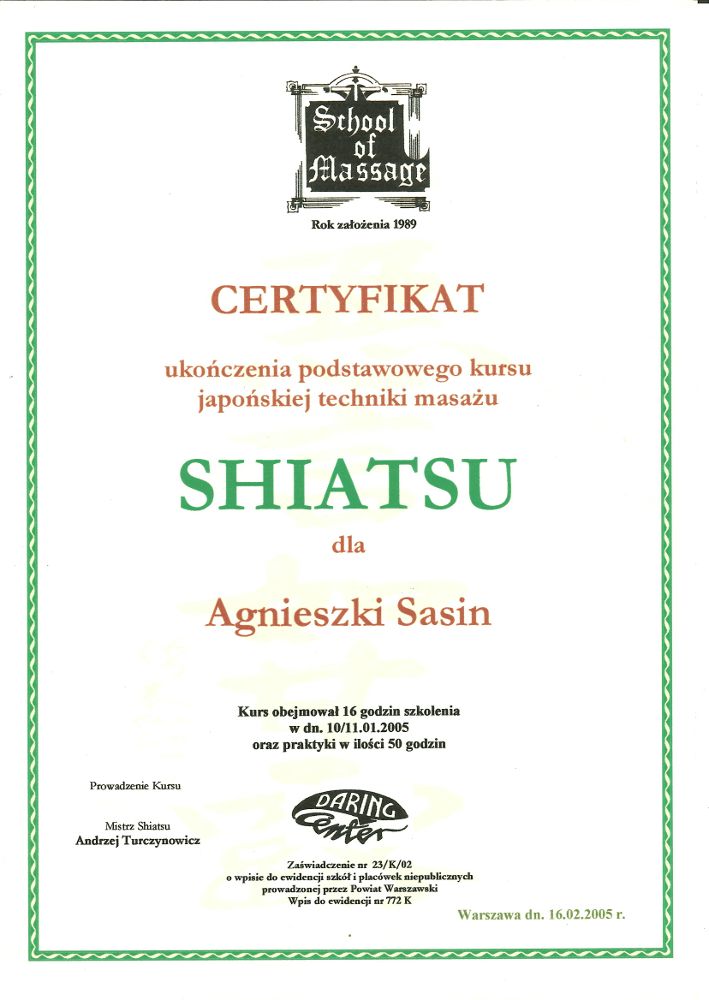 School
of
Massage
Rok założenia 1989
CERTYFIKAT
ukończenia podstawowego kursu
japońskiej techniki masażu
SHIATSU
dla
Agnieszki Sasin
Kurs obejmował 16 godzin szkolenia
w dn. 10/11.01.2005
oraz praktyki w ilości 50 godzin
Prowadzenie Kursu
Mistrz Shiatsu
Andrzej Turczynowicz
DARING
Center
Zaświadczenie nr 23/K/02
o wpisie do ewidencji szkół i placówek niepublicznych
prowadzonej przez Powiat Warszawski
Wpis do ewidencji nr 772 K
Warszawa dn. 16.02.2005 r.